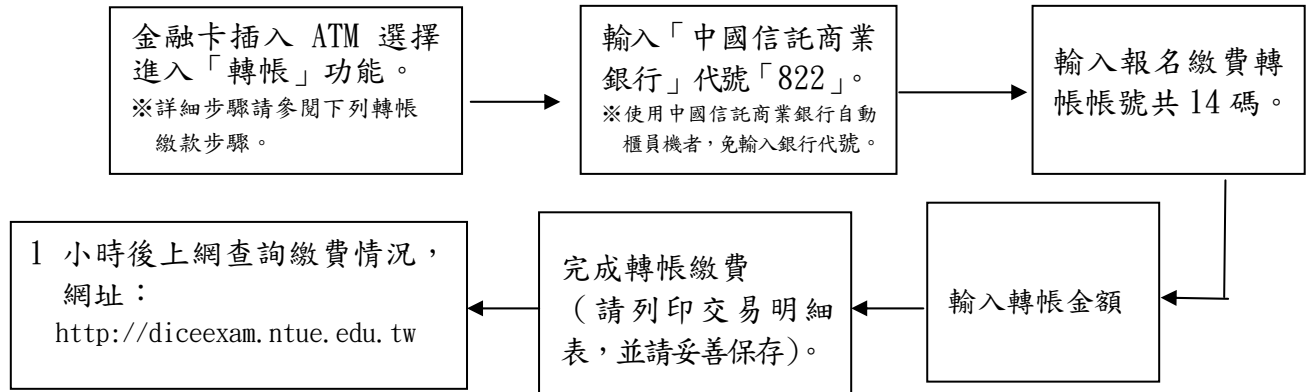 金融卡插入 ATM 選擇
進入「轉帳」功能。
※詳細步驟請參閱下列轉帳
繳款步驟。
輸入「中國信託商業
銀行」代號「822」。
※使用中國信託商業銀行自動
櫃員機者，免輸入銀行代號。
輸入報名繳費轉
帳帳號共 14 碼。
輸入轉帳金額
完成轉帳繳費
（請列印交易明細
表，並請妥善保存）。
1 小時後上網查詢繳費情況，
網址：
http://diceexam.ntue.edu.tw